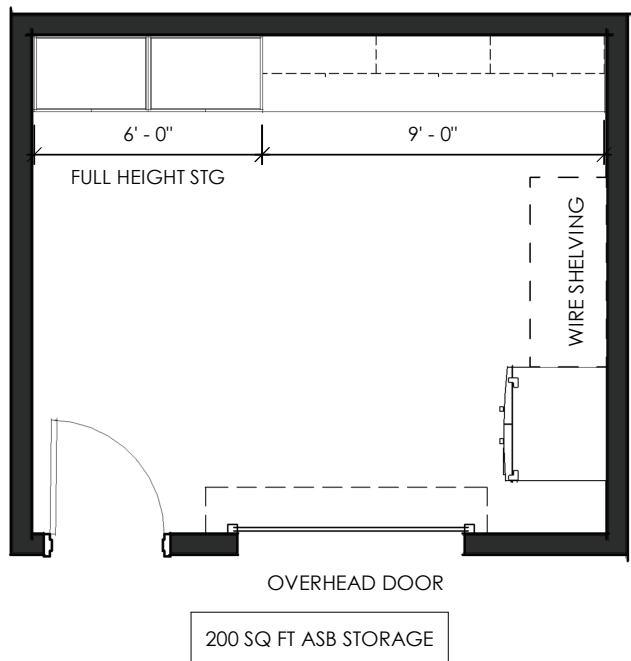 6' - 0"
9' - 0"
FULL HEIGHT STG
WIRE SHELVING
OVERHEAD DOOR
200 SQ FT ASB STORAGE